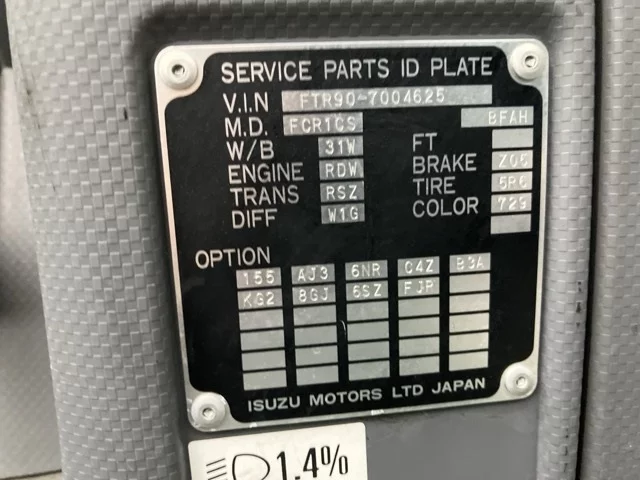 SERVICE PARTS ID PLATE
V.I.N FTR90-7004625
M.D. FCR1CS BFAH
W/B 31W FT
ENGINE RDW BRAKE Z05
TRANS RSZ TIRE 5R6
DIFF W1G COLOR 729
OPTION
155 AJ3 6NR C4Z B3A
KG2 8GJ 6SZ FJP
ISUZU MOTORS LTD JAPAN
1.4%